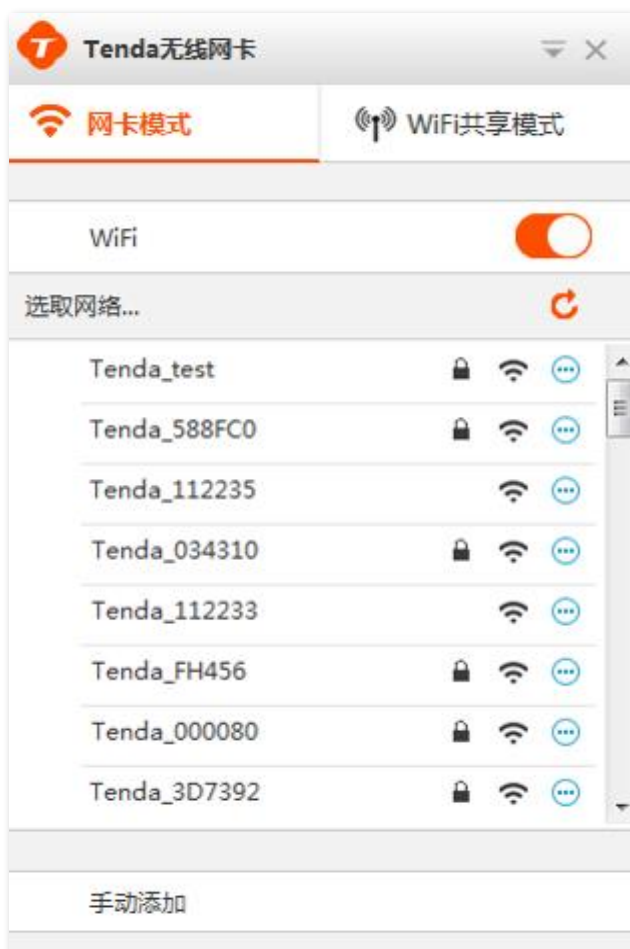 Tenda无线网卡
网卡模式 WiFi共享模式
WiFi
选取网络...
Tenda_test
Tenda_588FC0
Tenda_112235
Tenda_034310
Tenda_112233
Tenda_FH456
Tenda_000080
Tenda_3D7392
手动添加